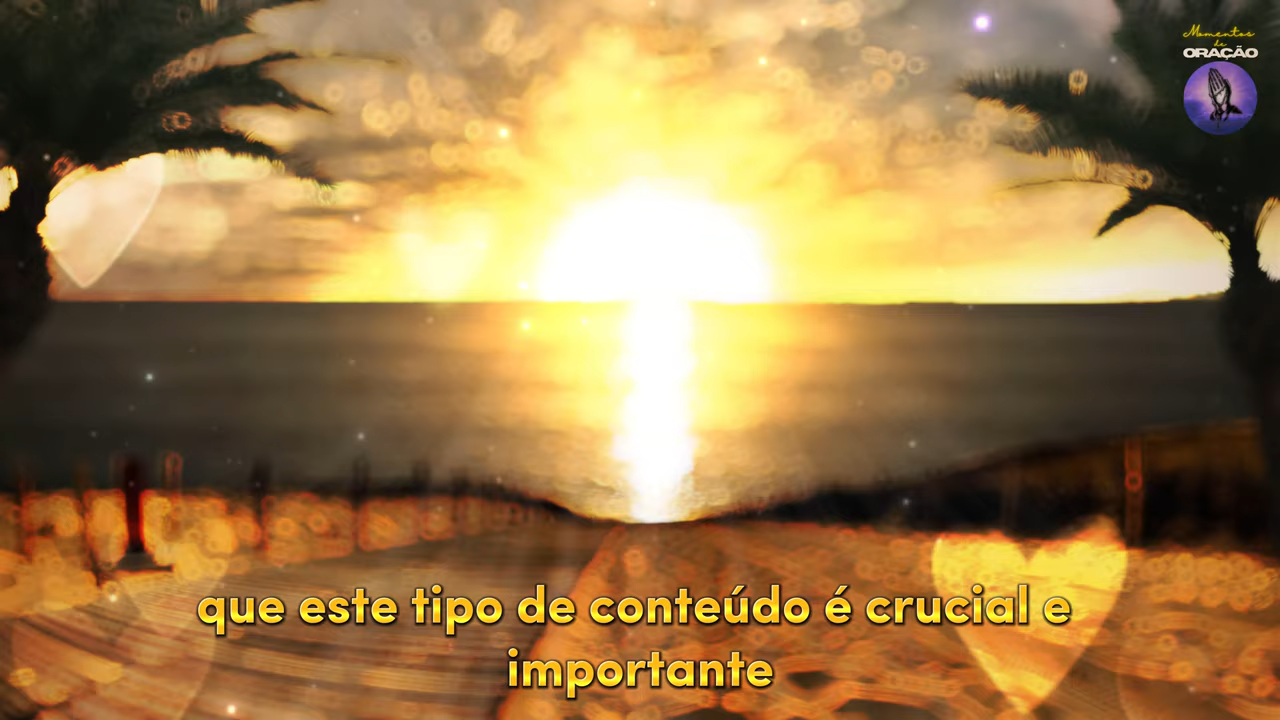 Momentos
de
ORAÇÃO
que este tipo de conteúdo é crucial e
importante